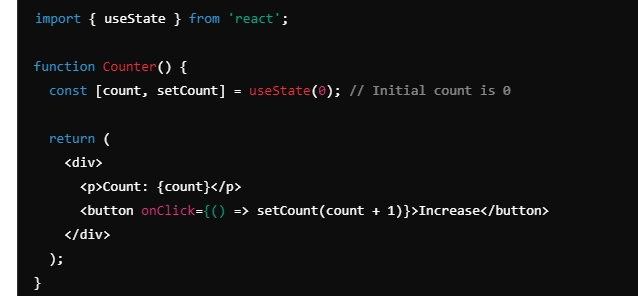 import { useState } from 'react';
function Counter() {
const [count, setCount] = useState(0); // Initial count is 0
return (
<div>
<p>Count: {count}</p>
<button onClick={() => setCount(count + 1)}>Increase</button>
</div>
);
}